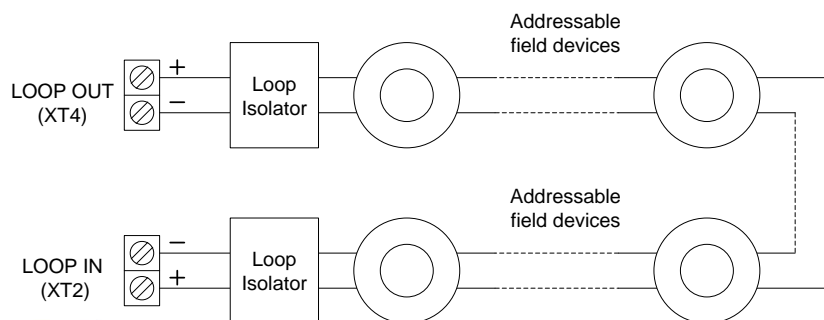 Addressable
field devices
LOOP OUT
(XT4)
+
−
Loop
Isolator
Addressable
field devices
LOOP IN
(XT2)
−
+
Loop
Isolator